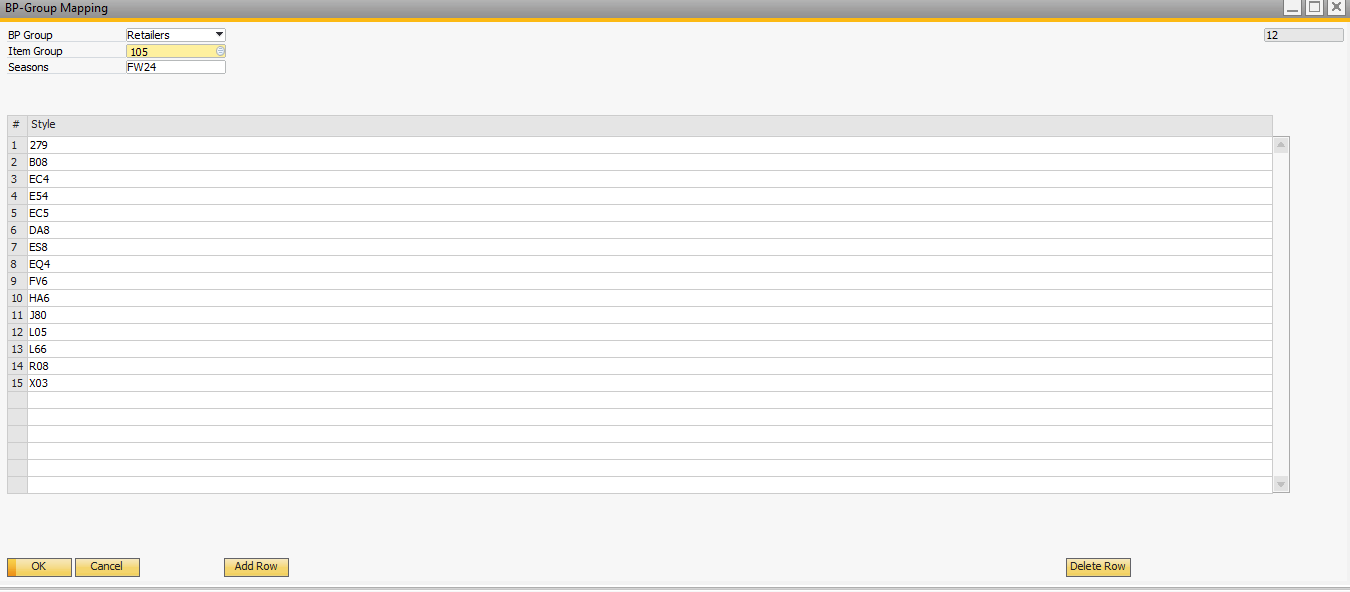 BP-Group Mapping
BP Group Retailers 12
Item Group 105
Seasons FW24
# Style
1 279
2 B08
3 EC4
4 E54
5 EC5
6 DA8
7 ES8
8 EQ4
9 FV6
10 HA6
11 J80
12 L05
13 L66
14 R08
15 X03
OK Cancel Add Row Delete Row